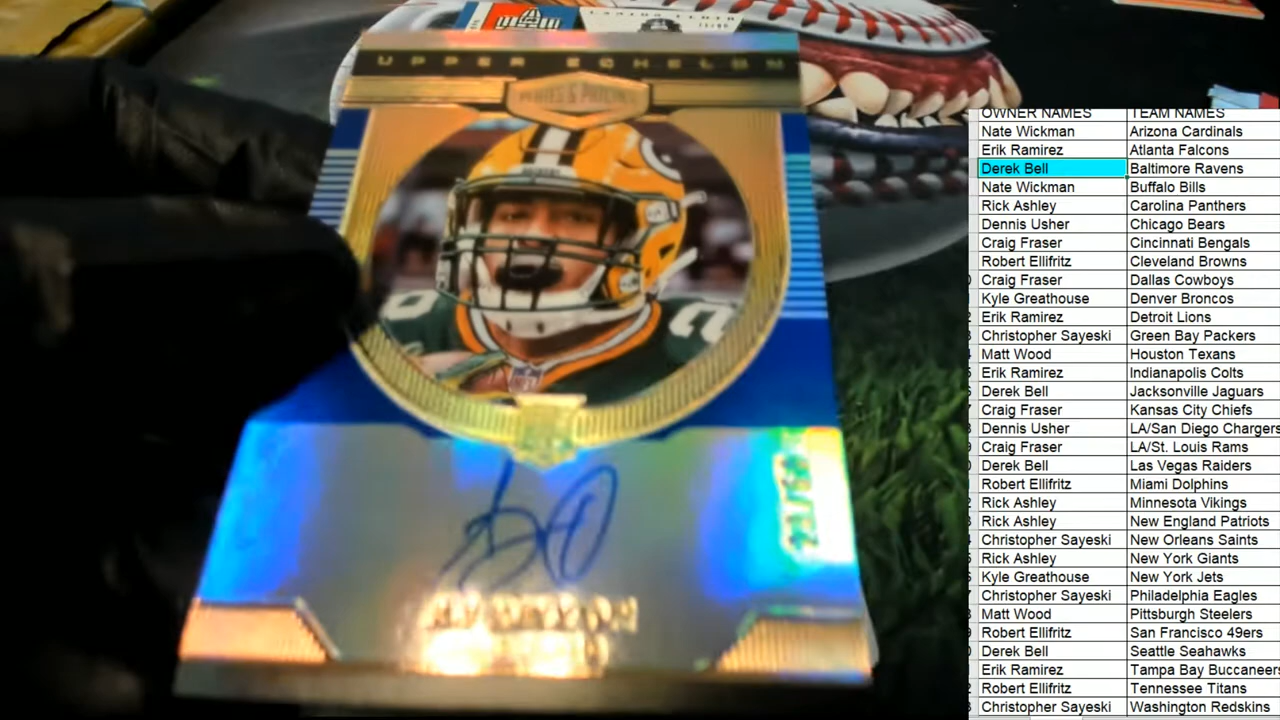 UPPER ECHELON
PLATES & PATCHES
OWNER NAMES TEAM NAMES
Nate Wickman Arizona Cardinals
Erik Ramirez Atlanta Falcons
Derek Bell Baltimore Ravens
Nate Wickman Buffalo Bills
Rick Ashley Carolina Panthers
Dennis Usher Chicago Bears
Craig Fraser Cincinnati Bengals
Robert Ellifritz Cleveland Browns
Craig Fraser Dallas Cowboys
Kyle Greathouse Denver Broncos
Erik Ramirez Detroit Lions
Christopher Sayeski Green Bay Packers
Matt Wood Houston Texans
Erik Ramirez Indianapolis Colts
Derek Bell Jacksonville Jaguars
Craig Fraser Kansas City Chiefs
Dennis Usher LA/San Diego Chargers
Craig Fraser LA/St. Louis Rams
Derek Bell Las Vegas Raiders
Robert Ellifritz Miami Dolphins
Rick Ashley Minnesota Vikings
Rick Ashley New England Patriots
Christopher Sayeski New Orleans Saints
Rick Ashley New York Giants
Kyle Greathouse New York Jets
Christopher Sayeski Philadelphia Eagles
Matt Wood Pittsburgh Steelers
Robert Ellifritz San Francisco 49ers
Derek Bell Seattle Seahawks
Erik Ramirez Tampa Bay Buccaneers
Robert Ellifritz Tennessee Titans
Christopher Sayeski Washington Redskins